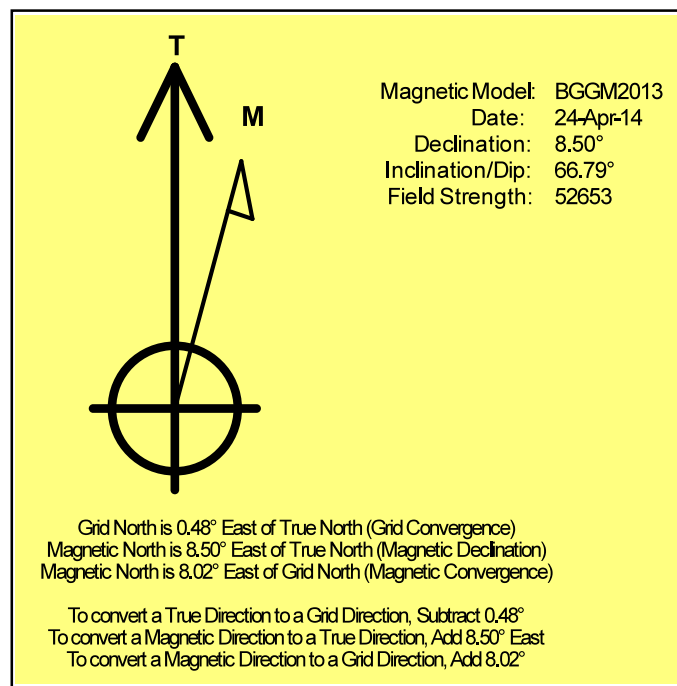 T
M
Magnetic Model: BGGM2013
Date: 24-Apr-14
Declination: 8.50°
Inclination/Dip: 66.79°
Field Strength: 52653
Grid North is 0.48° East of True North (Grid Convergence)
Magnetic North is 8.50° East of True North (Magnetic Declination)
Magnetic North is 8.02° East of Grid North (Magnetic Convergence)
To convert a True Direction to a Grid Direction, Subtract 0.48°
To convert a Magnetic Direction to a True Direction, Add 8.50° East
To convert a Magnetic Direction to a Grid Direction, Add 8.02°